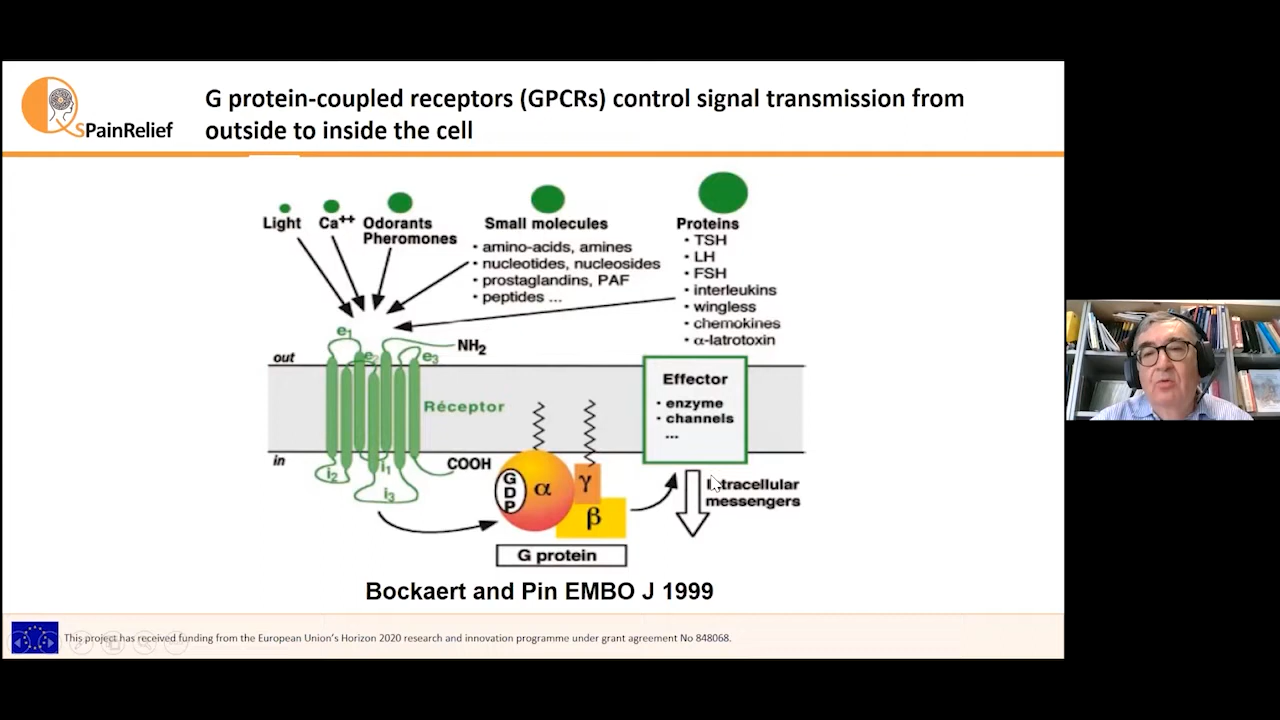 SPainRelief
G protein-coupled receptors (GPCRs) control signal transmission from
outside to inside the cell
Light
Ca++
Odorants
Pheromones
Small molecules
• amino-acids, amines
• nucleotides, nucleosides
• prostaglandins, PAF
• peptides ...
Proteins
• TSH
• LH
• FSH
• interleukins
• wingless
• chemokines
• α-latrotoxin
e1
e2
e3
NH2
out
Réceptor
in
i2
i1
i3
COOH
GDP
α
γ
β
G protein
Effector
• enzyme
• channels
...
Intracellular
messengers
Bockaert and Pin EMBO J 1999
This project has received funding from the European Union's Horizon 2020 research and innovation programme under grant agreement No 848068.